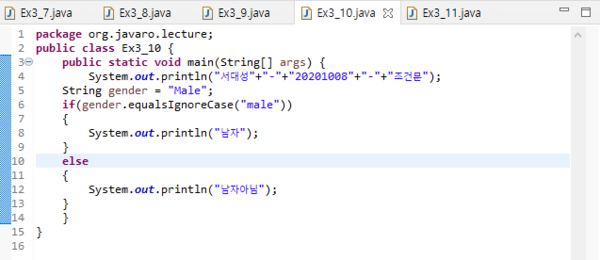 Ex3_7.java Ex3_8.java Ex3_9.java Ex3_10.java Ex3_11.java
1 package org.javaro.lecture;
2 public class Ex3_10 {
3 public static void main(String[] args) {
4 System.out.println("서대성"+"-"+"20201008"+"-"+"조건문");
5 String gender = "Male";
6 if(gender.equalsIgnoreCase("male"))
7 {
8 System.out.println("남자");
9 }
10 else
11 {
12 System.out.println("남자아님");
13 }
14 }
15 }
16